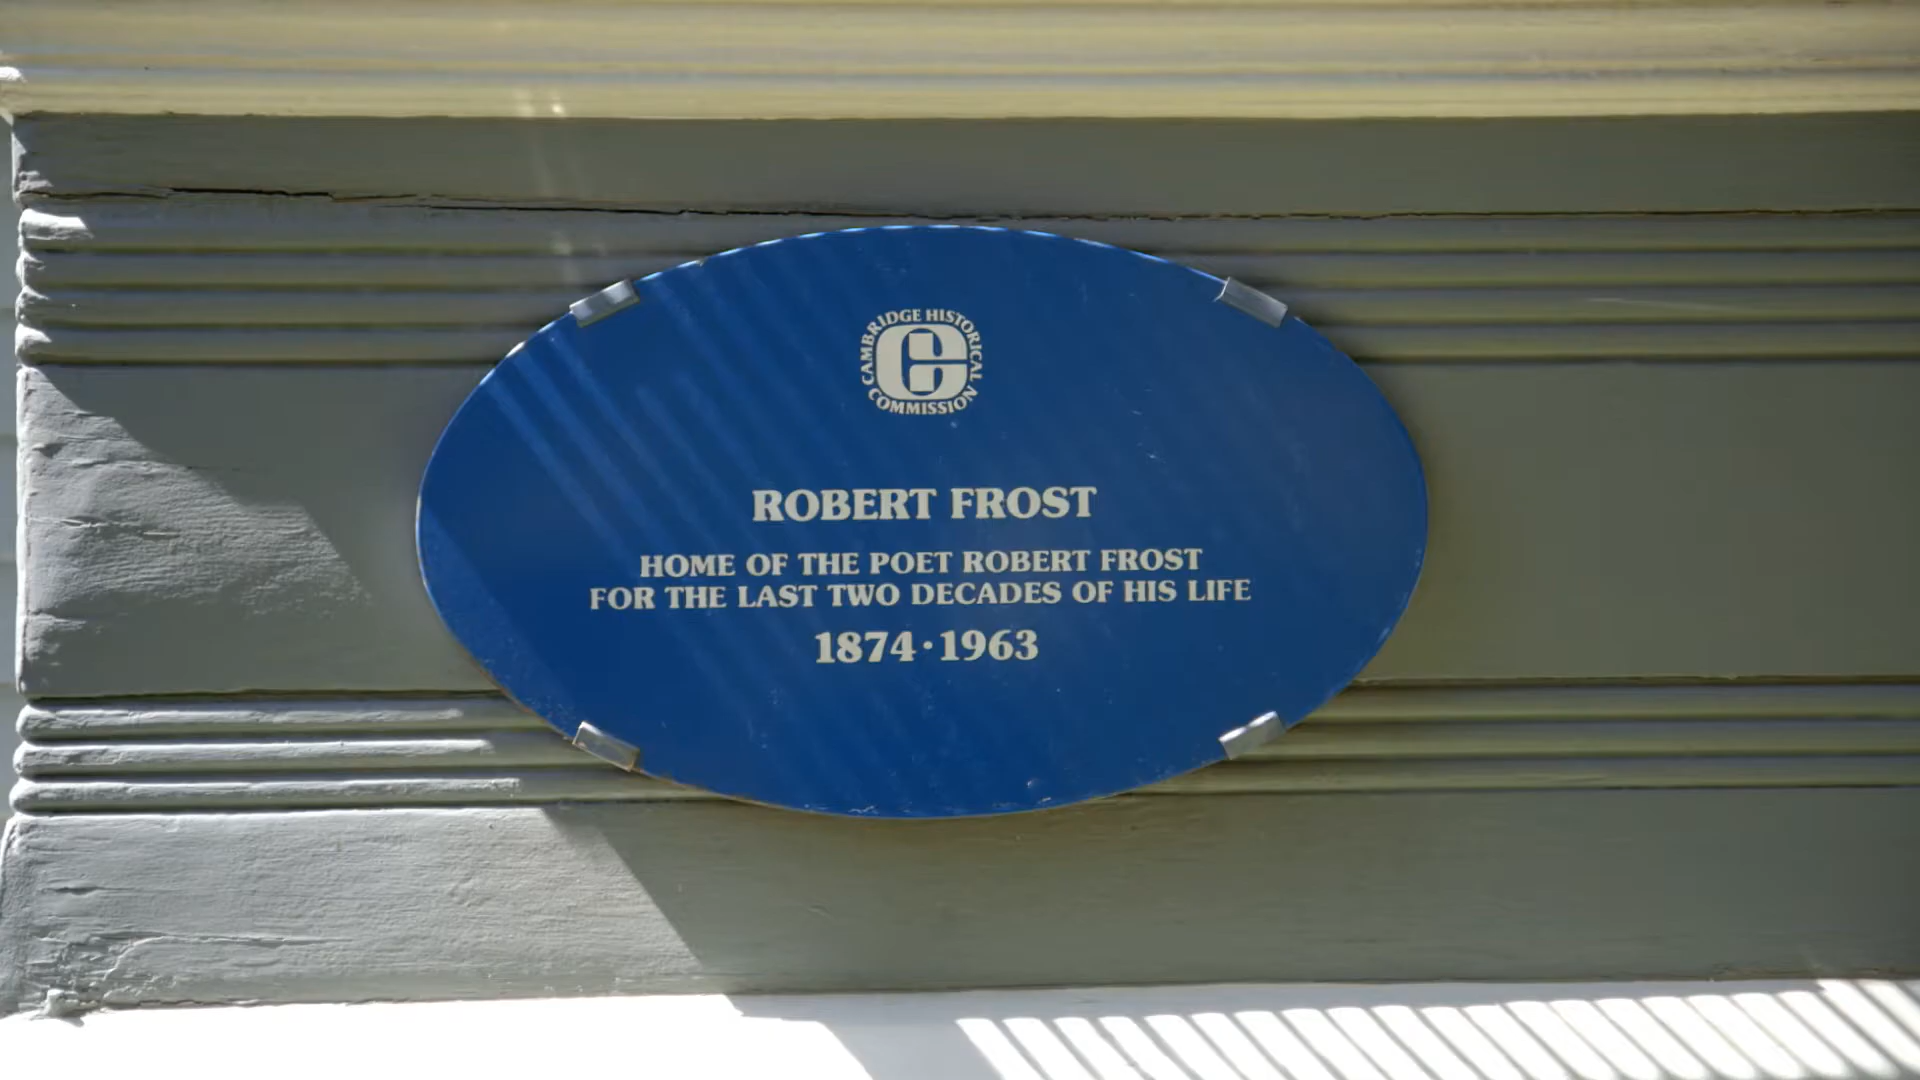 CAMBRIDGE HISTORICAL
COMMISSION
ROBERT FROST
HOME OF THE POET ROBERT FROST
FOR THE LAST TWO DECADES OF HIS LIFE
1874·1963